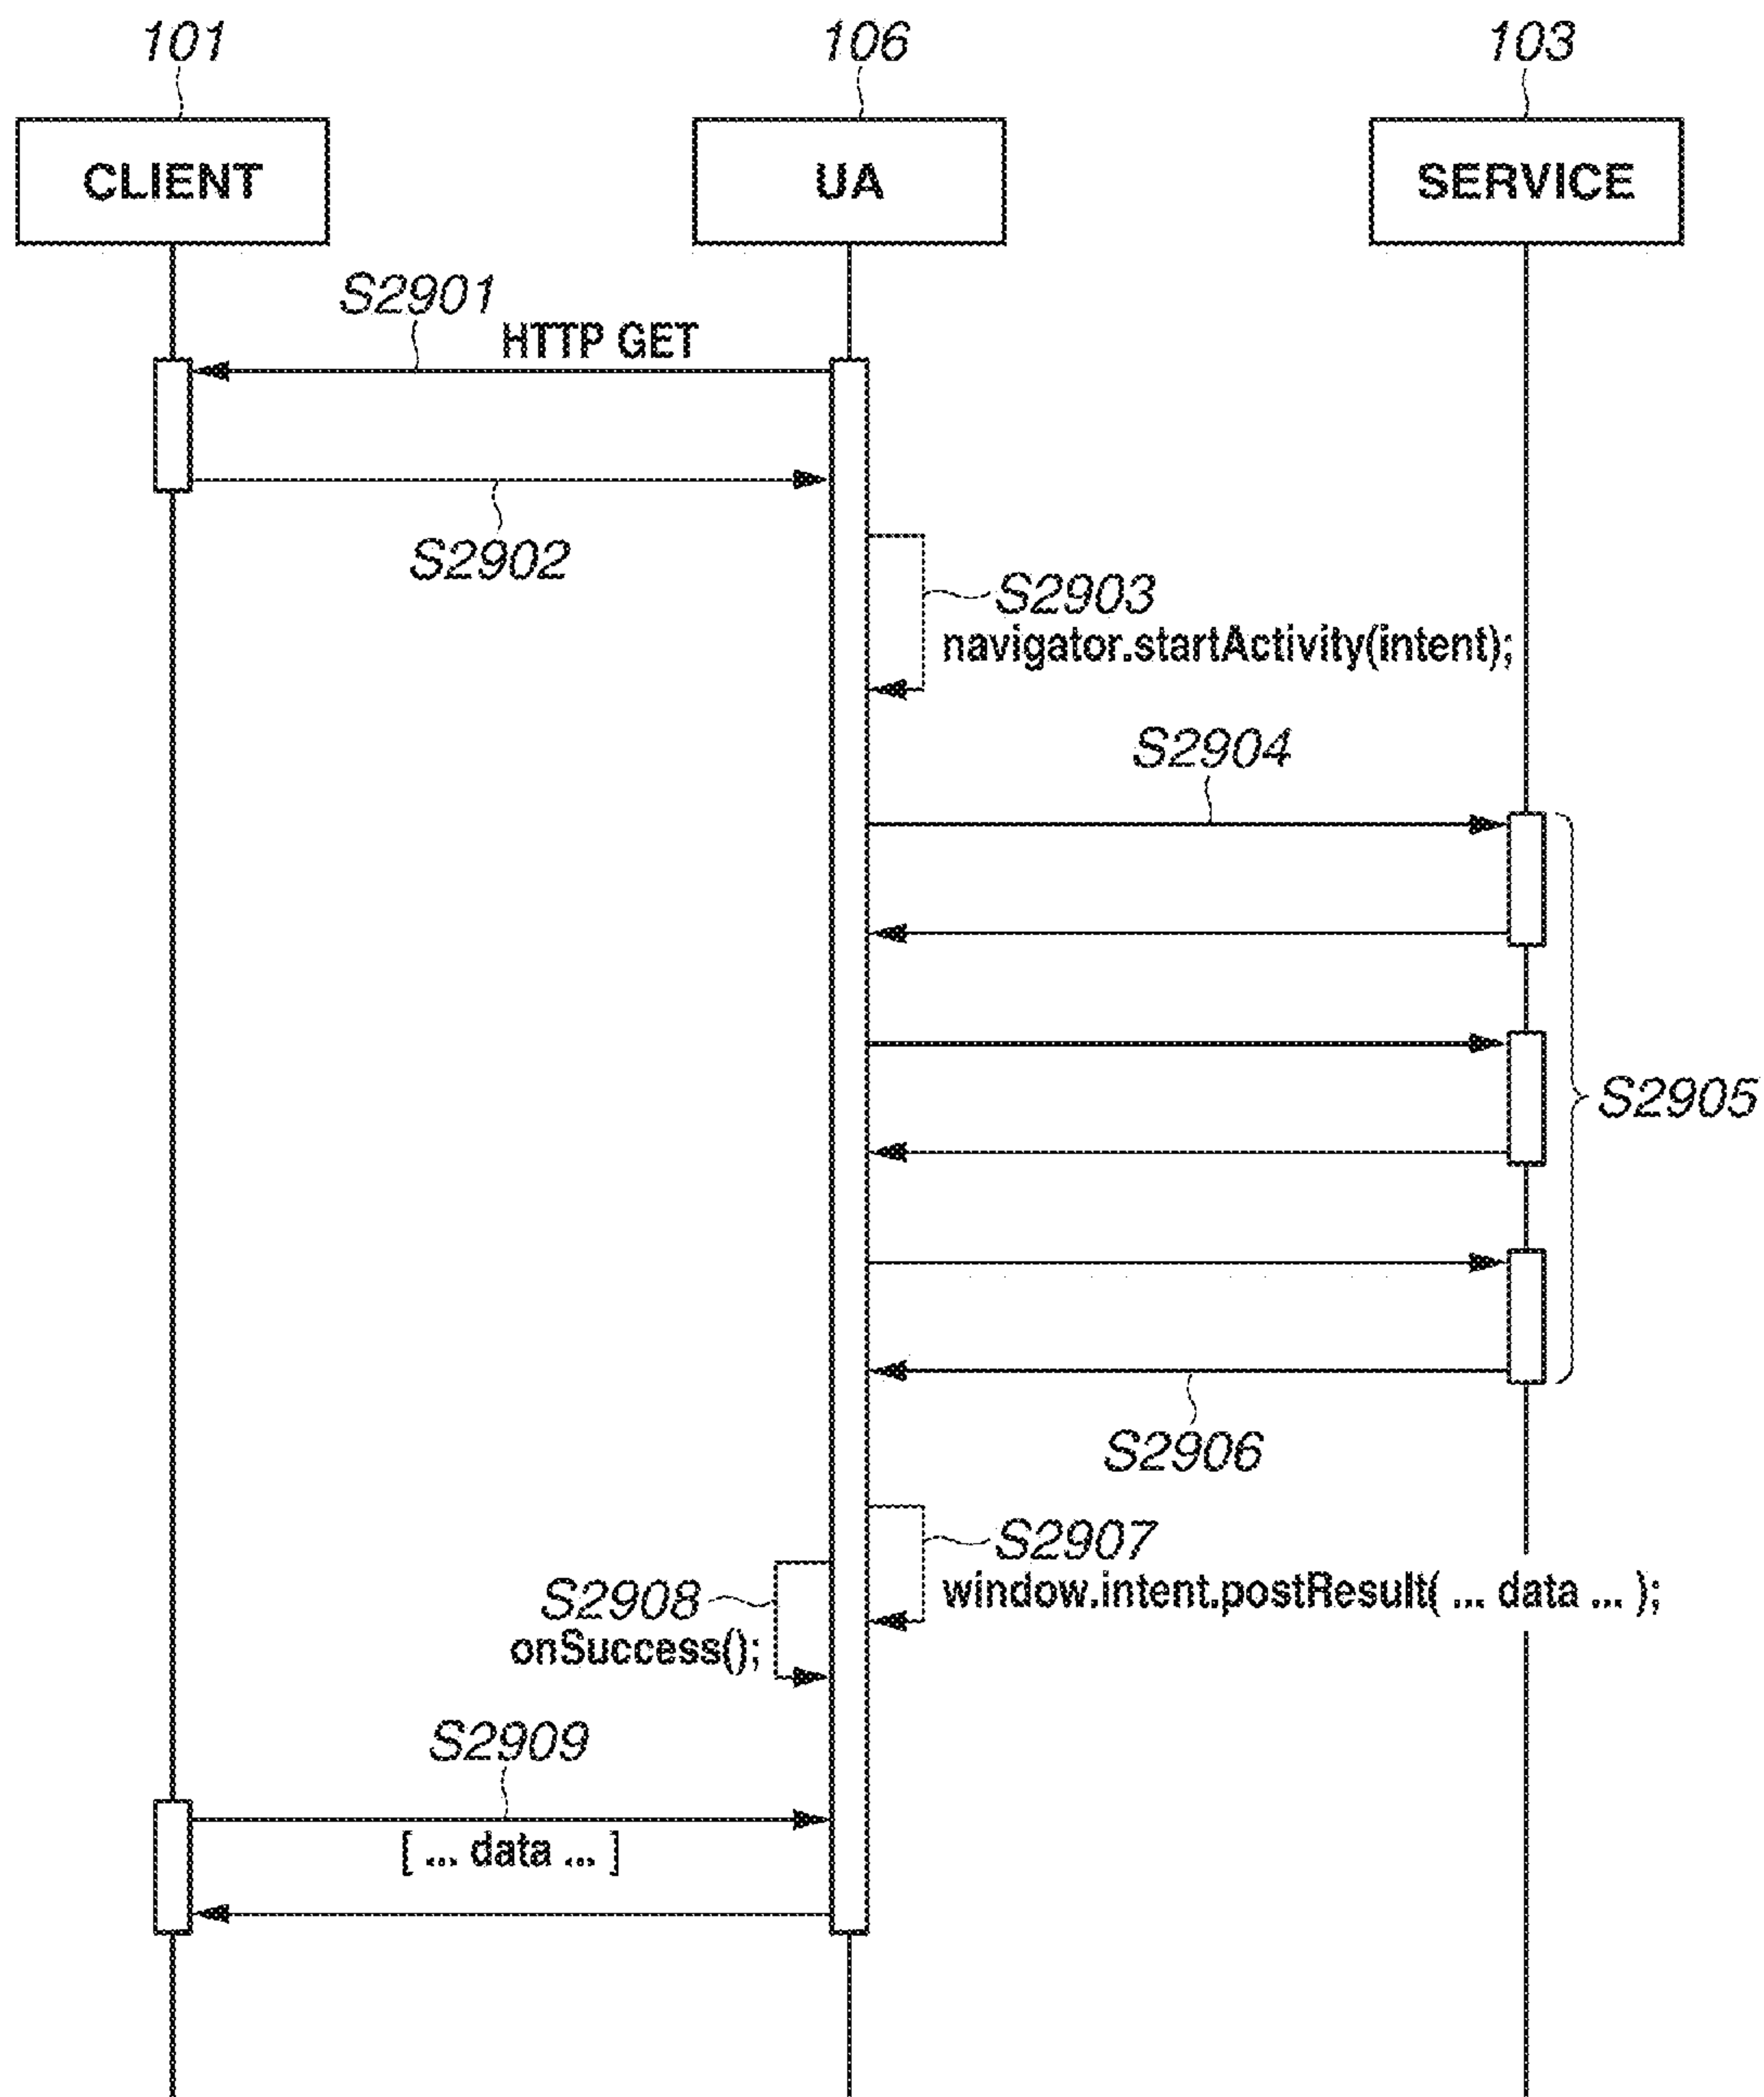 101
106
103
CLIENT
UA
SERVICE
S2901
HTTP GET
S2902
S2903
navigator.startActivity(intent);
S2904
S2905
S2906
S2907
window.intent.postResult( ... data ... );
S2908
onSuccess();
S2909
[ ... data ... ]